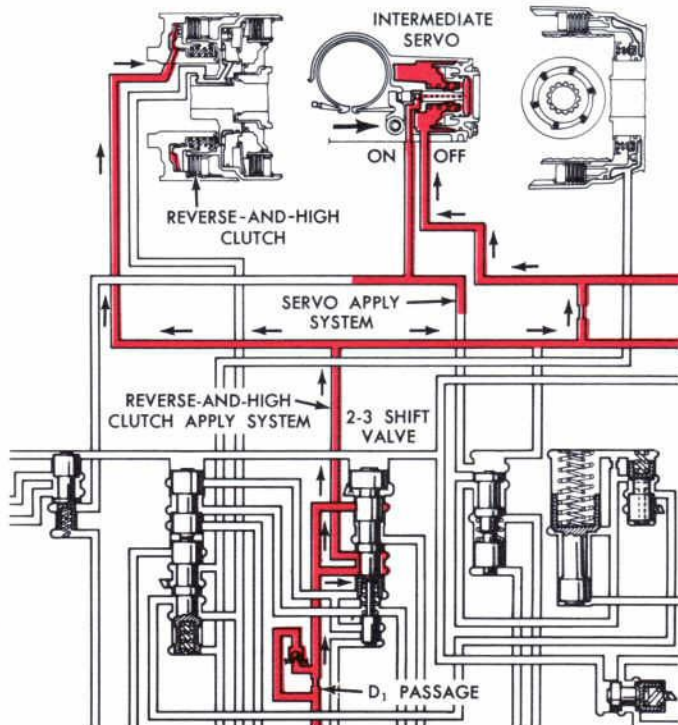 INTERMEDIATE
SERVO
ON OFF
REVERSE-AND-HIGH
CLUTCH
SERVO APPLY
SYSTEM
REVERSE-AND-HIGH
CLUTCH APPLY SYSTEM
2-3 SHIFT
VALVE
D₁ PASSAGE